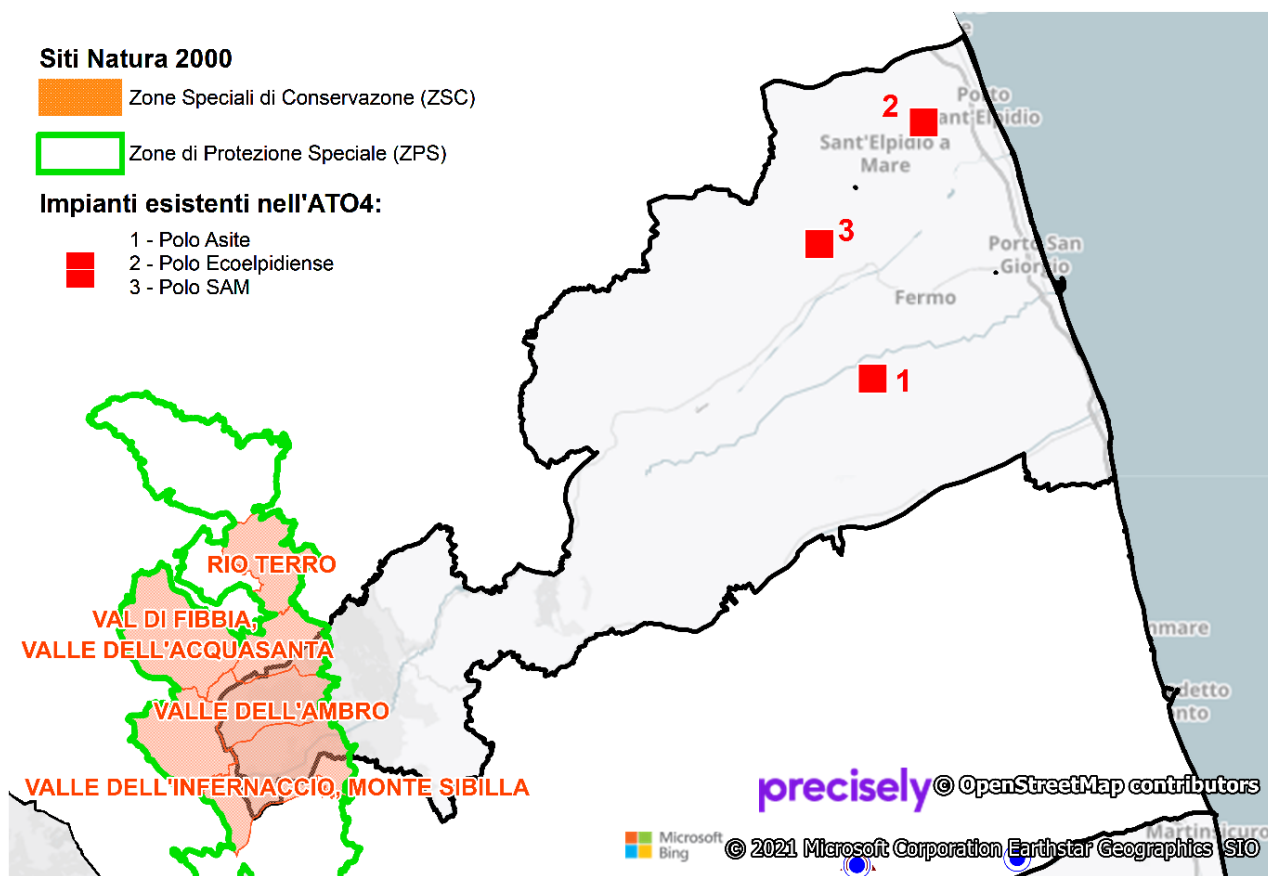 Siti Natura 2000
Zone Speciali di Conservazone (ZSC)
Zone di Protezione Speciale (ZPS)
Impianti esistenti nell'ATO4:
1 - Polo Asite
2 - Polo Ecoelpidiense
3 - Polo SAM
2
Porto
Sant'Elpidio
Sant'Elpidio a
Mare
3
Porto San
Giorgio
Fermo
1
RIO TERRO
VAL DI FIBBIA,
VALLE DELL'ACQUASANTA
VALLE DELL'AMBRO
VALLE DELL'INFERNACCIO, MONTE SIBILLA
precisely © OpenStreetMap contributors
Microsoft
Bing
© 2021 Microsoft Corporation Earthstar Geographics SIO
Martinsicuro